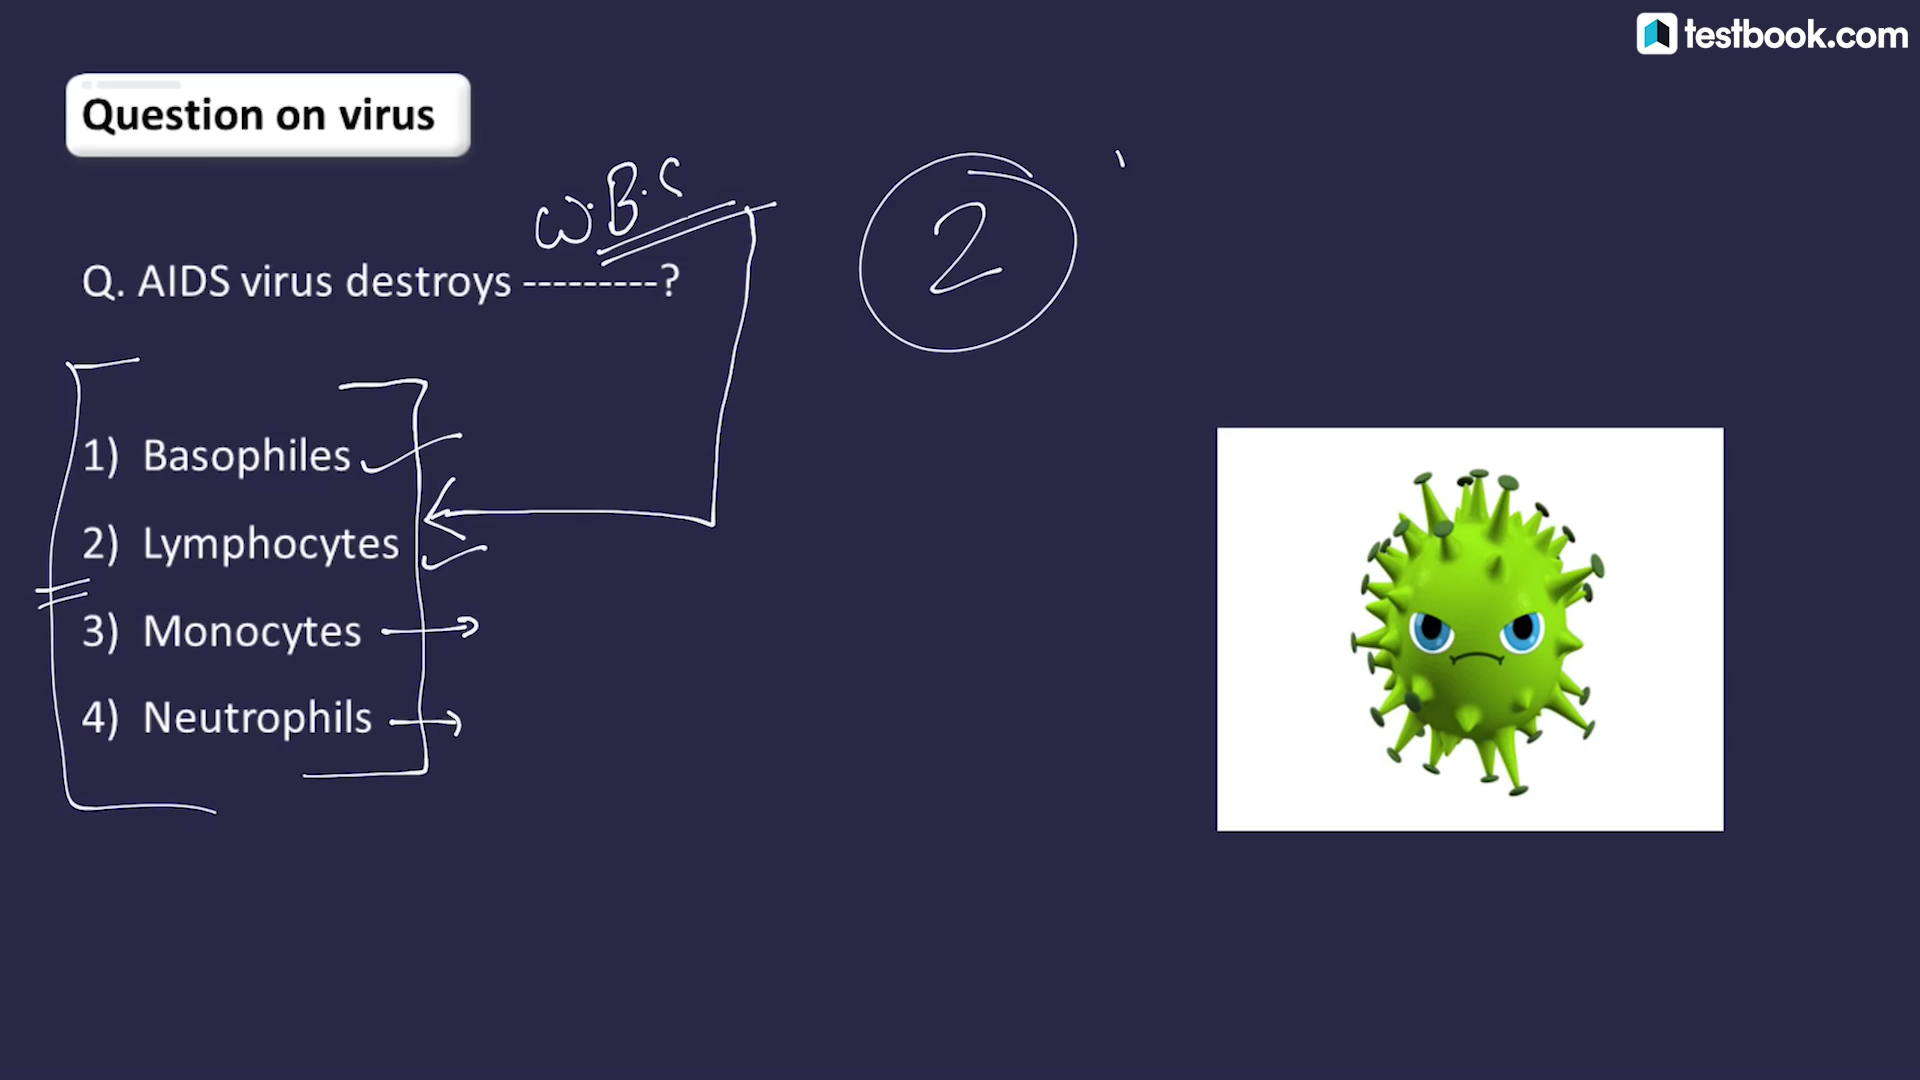 testbook.com
Question on virus
W.B.C
2
Q. AIDS virus destroys ---------?
1) Basophiles
2) Lymphocytes
3) Monocytes
4) Neutrophils